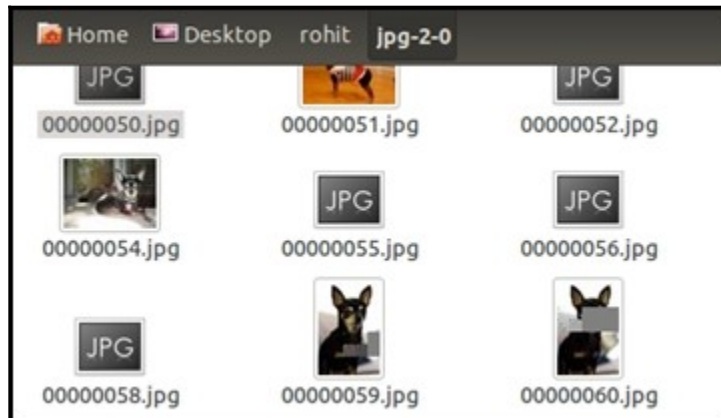 Home Desktop rohit jpg-2-0
JPG JPG
00000050.jpg 00000051.jpg 00000052.jpg
JPG JPG
00000054.jpg 00000055.jpg 00000056.jpg
JPG
00000058.jpg 00000059.jpg 00000060.jpg